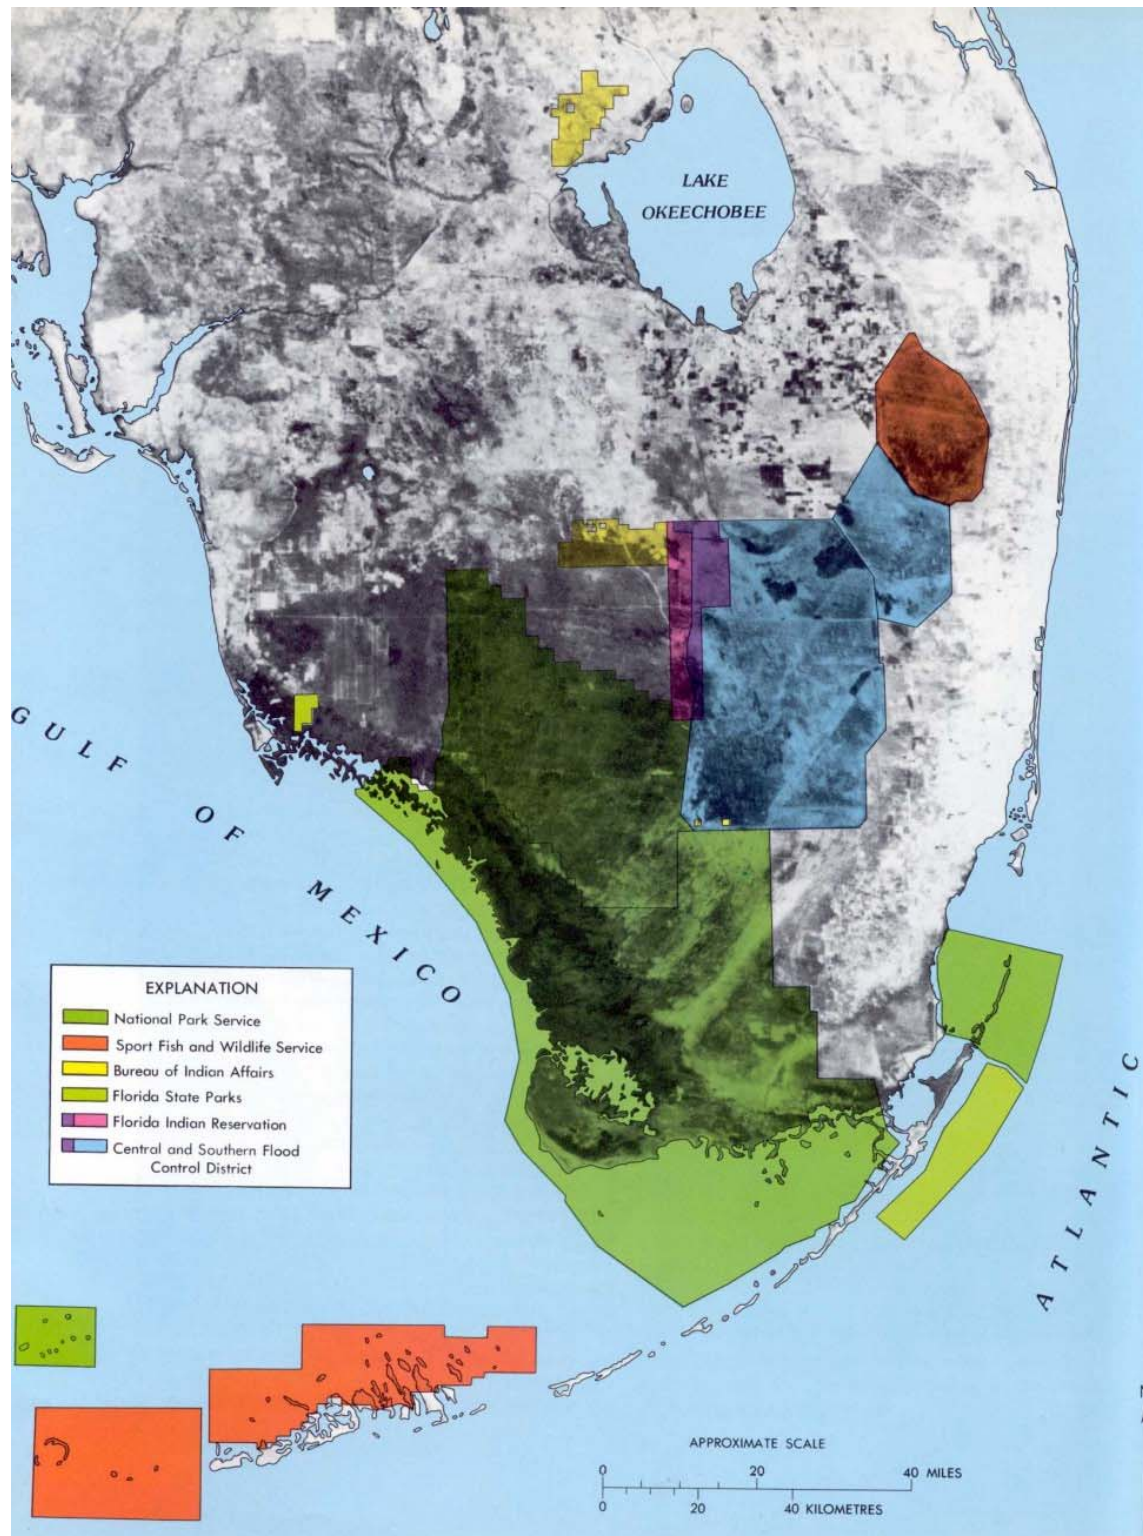 LAKE
OKEECHOBEE
GULF OF MEXICO
EXPLANATION
National Park Service
Sport Fish and Wildlife Service
Bureau of Indian Affairs
Florida State Parks
Florida Indian Reservation
Central and Southern Flood
Control District
ATLANTIC
APPROXIMATE SCALE
0 20 40 MILES
0 20 40 KILOMETRES